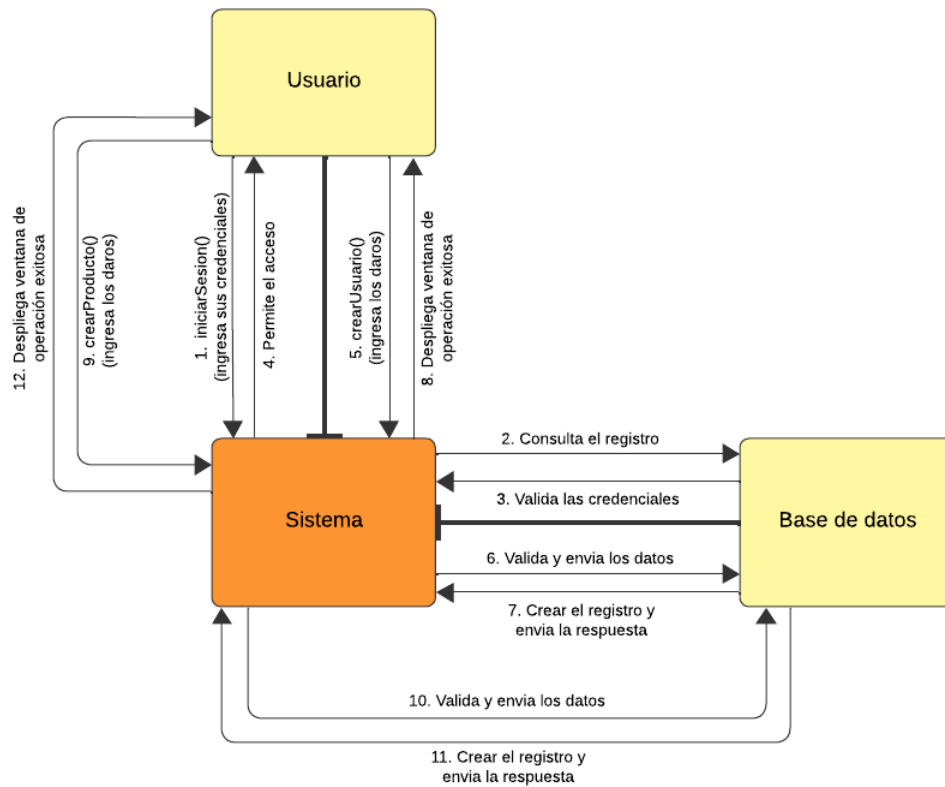 Usuario
12. Despliega ventana de
operación exitosa
9. crearProducto()
(ingresa los daros)
1. iniciarSesion()
(ingresa sus credenciales)
4. Permite el acceso
5. crearUsuario()
(ingresa los daros)
8. Despliega ventana de
operación exitosa
2. Consulta el registro
3. Valida las credenciales
Sistema
Base de datos
6. Valida y envia los datos
7. Crear el registro y
envia la respuesta
10. Valida y envia los datos
11. Crear el registro y
envia la respuesta